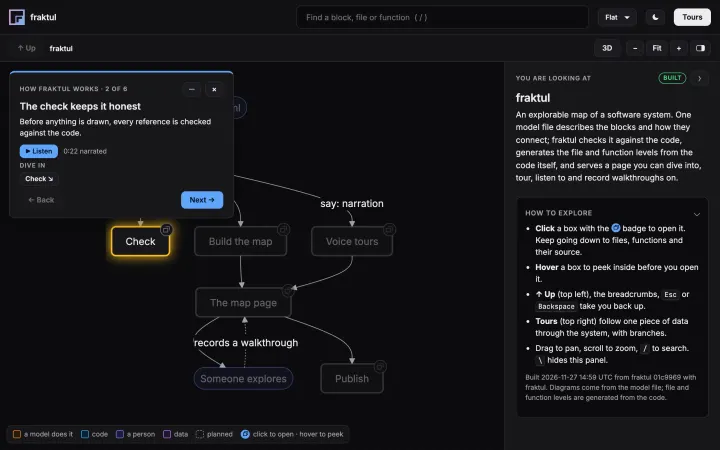 fraktul
Find a block, file or function ( / )
Flat
Tours
↑ Up fraktul
3D − Fit +
HOW FRAKTUL WORKS · 2 OF 6
The check keeps it honest
Before anything is drawn, every reference is checked
against the code.
▶ Listen 0:22 narrated
DIVE IN
Check ↘
← Back
Next →
say: narration
Check
Build the map
Voice tours
The map page
records a walkthrough
Someone explores
Publish
a model does it
code
a person
data
planned
click to open · hover to peek
YOU ARE LOOKING AT
BUILT
fraktul
An explorable map of a software system. One
model file describes the blocks and how they
connect; fraktul checks it against the code,
generates the file and function levels from the
code itself, and serves a page you can dive into,
tour, listen to and record walkthroughs on.
HOW TO EXPLORE
• Click a box with the badge to open it.
Keep going down to files, functions and
their source.
• Hover a box to peek inside before you open
it.
• ↑ Up (top left), the breadcrumbs, Esc or
Backspace take you back up.
• Tours (top right) follow one piece of data
through the system, with branches.
• Drag to pan, scroll to zoom, / to search.
\ hides this panel.
Built 2026-11-27 14:59 UTC from fraktul 01c9969 with
fraktul. Diagrams come from the model file; file and
function levels are generated from the code.